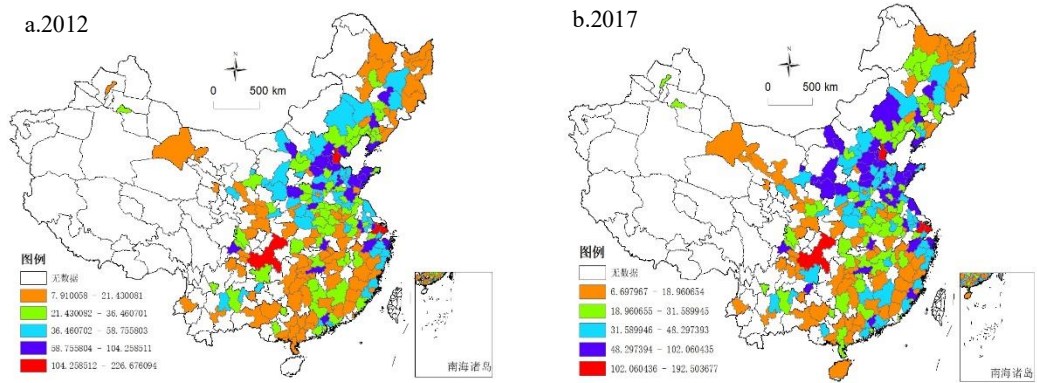 a.2012
N
0 500 km
图例
无数据
7.910058 - 21.430081
21.430082 - 36.460701
36.460702 - 58.755803
58.755804 - 104.258511
104.258512 - 226.676094
南海诸岛
b.2017
N
0 500 km
图例
无数据
6.697967 - 18.960654
18.960655 - 31.589945
31.589946 - 48.297393
48.297394 - 102.060435
102.060436 - 192.503677
南海诸岛